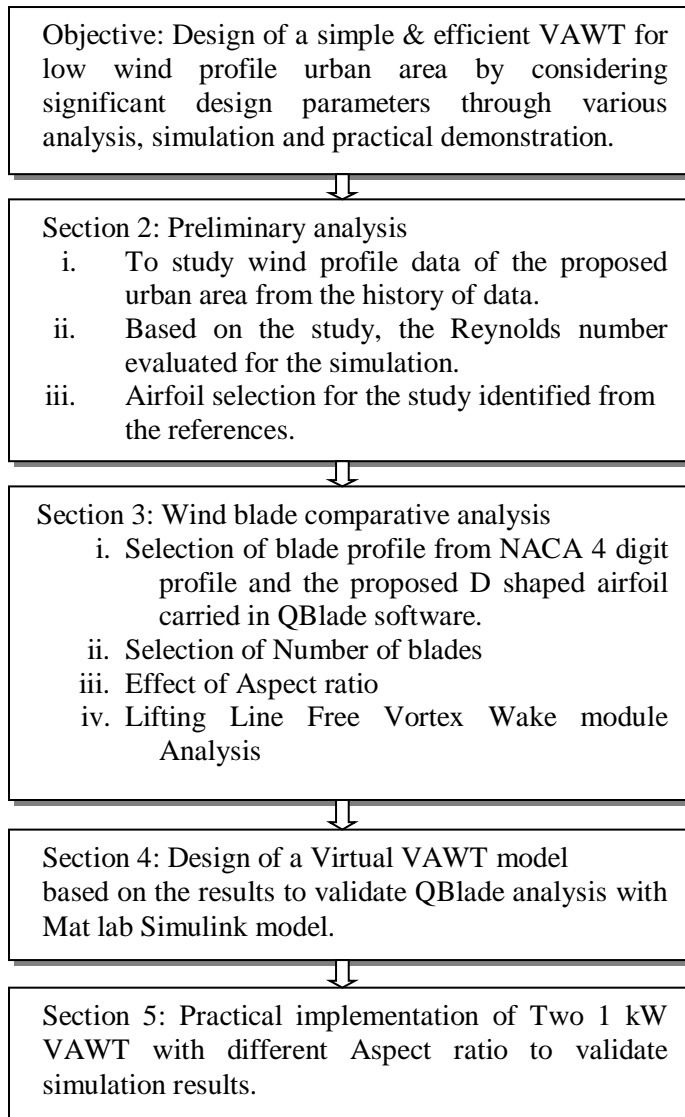 Objective: Design of a simple & efficient VAWT for
low wind profile urban area by considering
significant design parameters through various
analysis, simulation and practical demonstration.
Section 2: Preliminary analysis
i. To study wind profile data of the proposed
urban area from the history of data.
ii. Based on the study, the Reynolds number
evaluated for the simulation.
iii. Airfoil selection for the study identified from
the references.
Section 3: Wind blade comparative analysis
i. Selection of blade profile from NACA 4 digit
profile and the proposed D shaped airfoil
carried in QBlade software.
ii. Selection of Number of blades
iii. Effect of Aspect ratio
iv. Lifting Line Free Vortex Wake module
Analysis
Section 4: Design of a Virtual VAWT model
based on the results to validate QBlade analysis with
Mat lab Simulink model.
Section 5: Practical implementation of Two 1 kW
VAWT with different Aspect ratio to validate
simulation results.